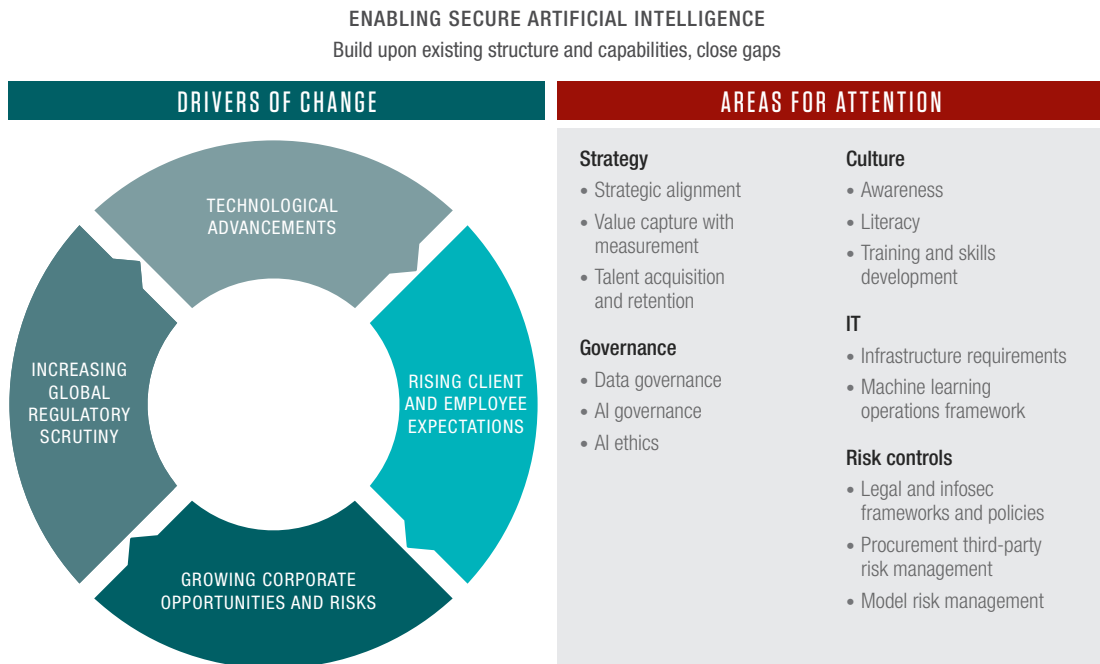 ENABLING SECURE ARTIFICIAL INTELLIGENCE
Build upon existing structure and capabilities, close gaps
DRIVERS OF CHANGE
TECHNOLOGICAL
ADVANCEMENTS
RISING CLIENT
AND EMPLOYEE
EXPECTATIONS
GROWING CORPORATE
OPPORTUNITIES AND RISKS
INCREASING
GLOBAL
REGULATORY
SCRUTINY
AREAS FOR ATTENTION
Strategy
• Strategic alignment
• Value capture with
measurement
• Talent acquisition
and retention
Governance
• Data governance
• AI governance
• AI ethics
Culture
• Awareness
• Literacy
• Training and skills
development
IT
• Infrastructure requirements
• Machine learning
operations framework
Risk controls
• Legal and infosec
frameworks and policies
• Procurement third-party
risk management
• Model risk management